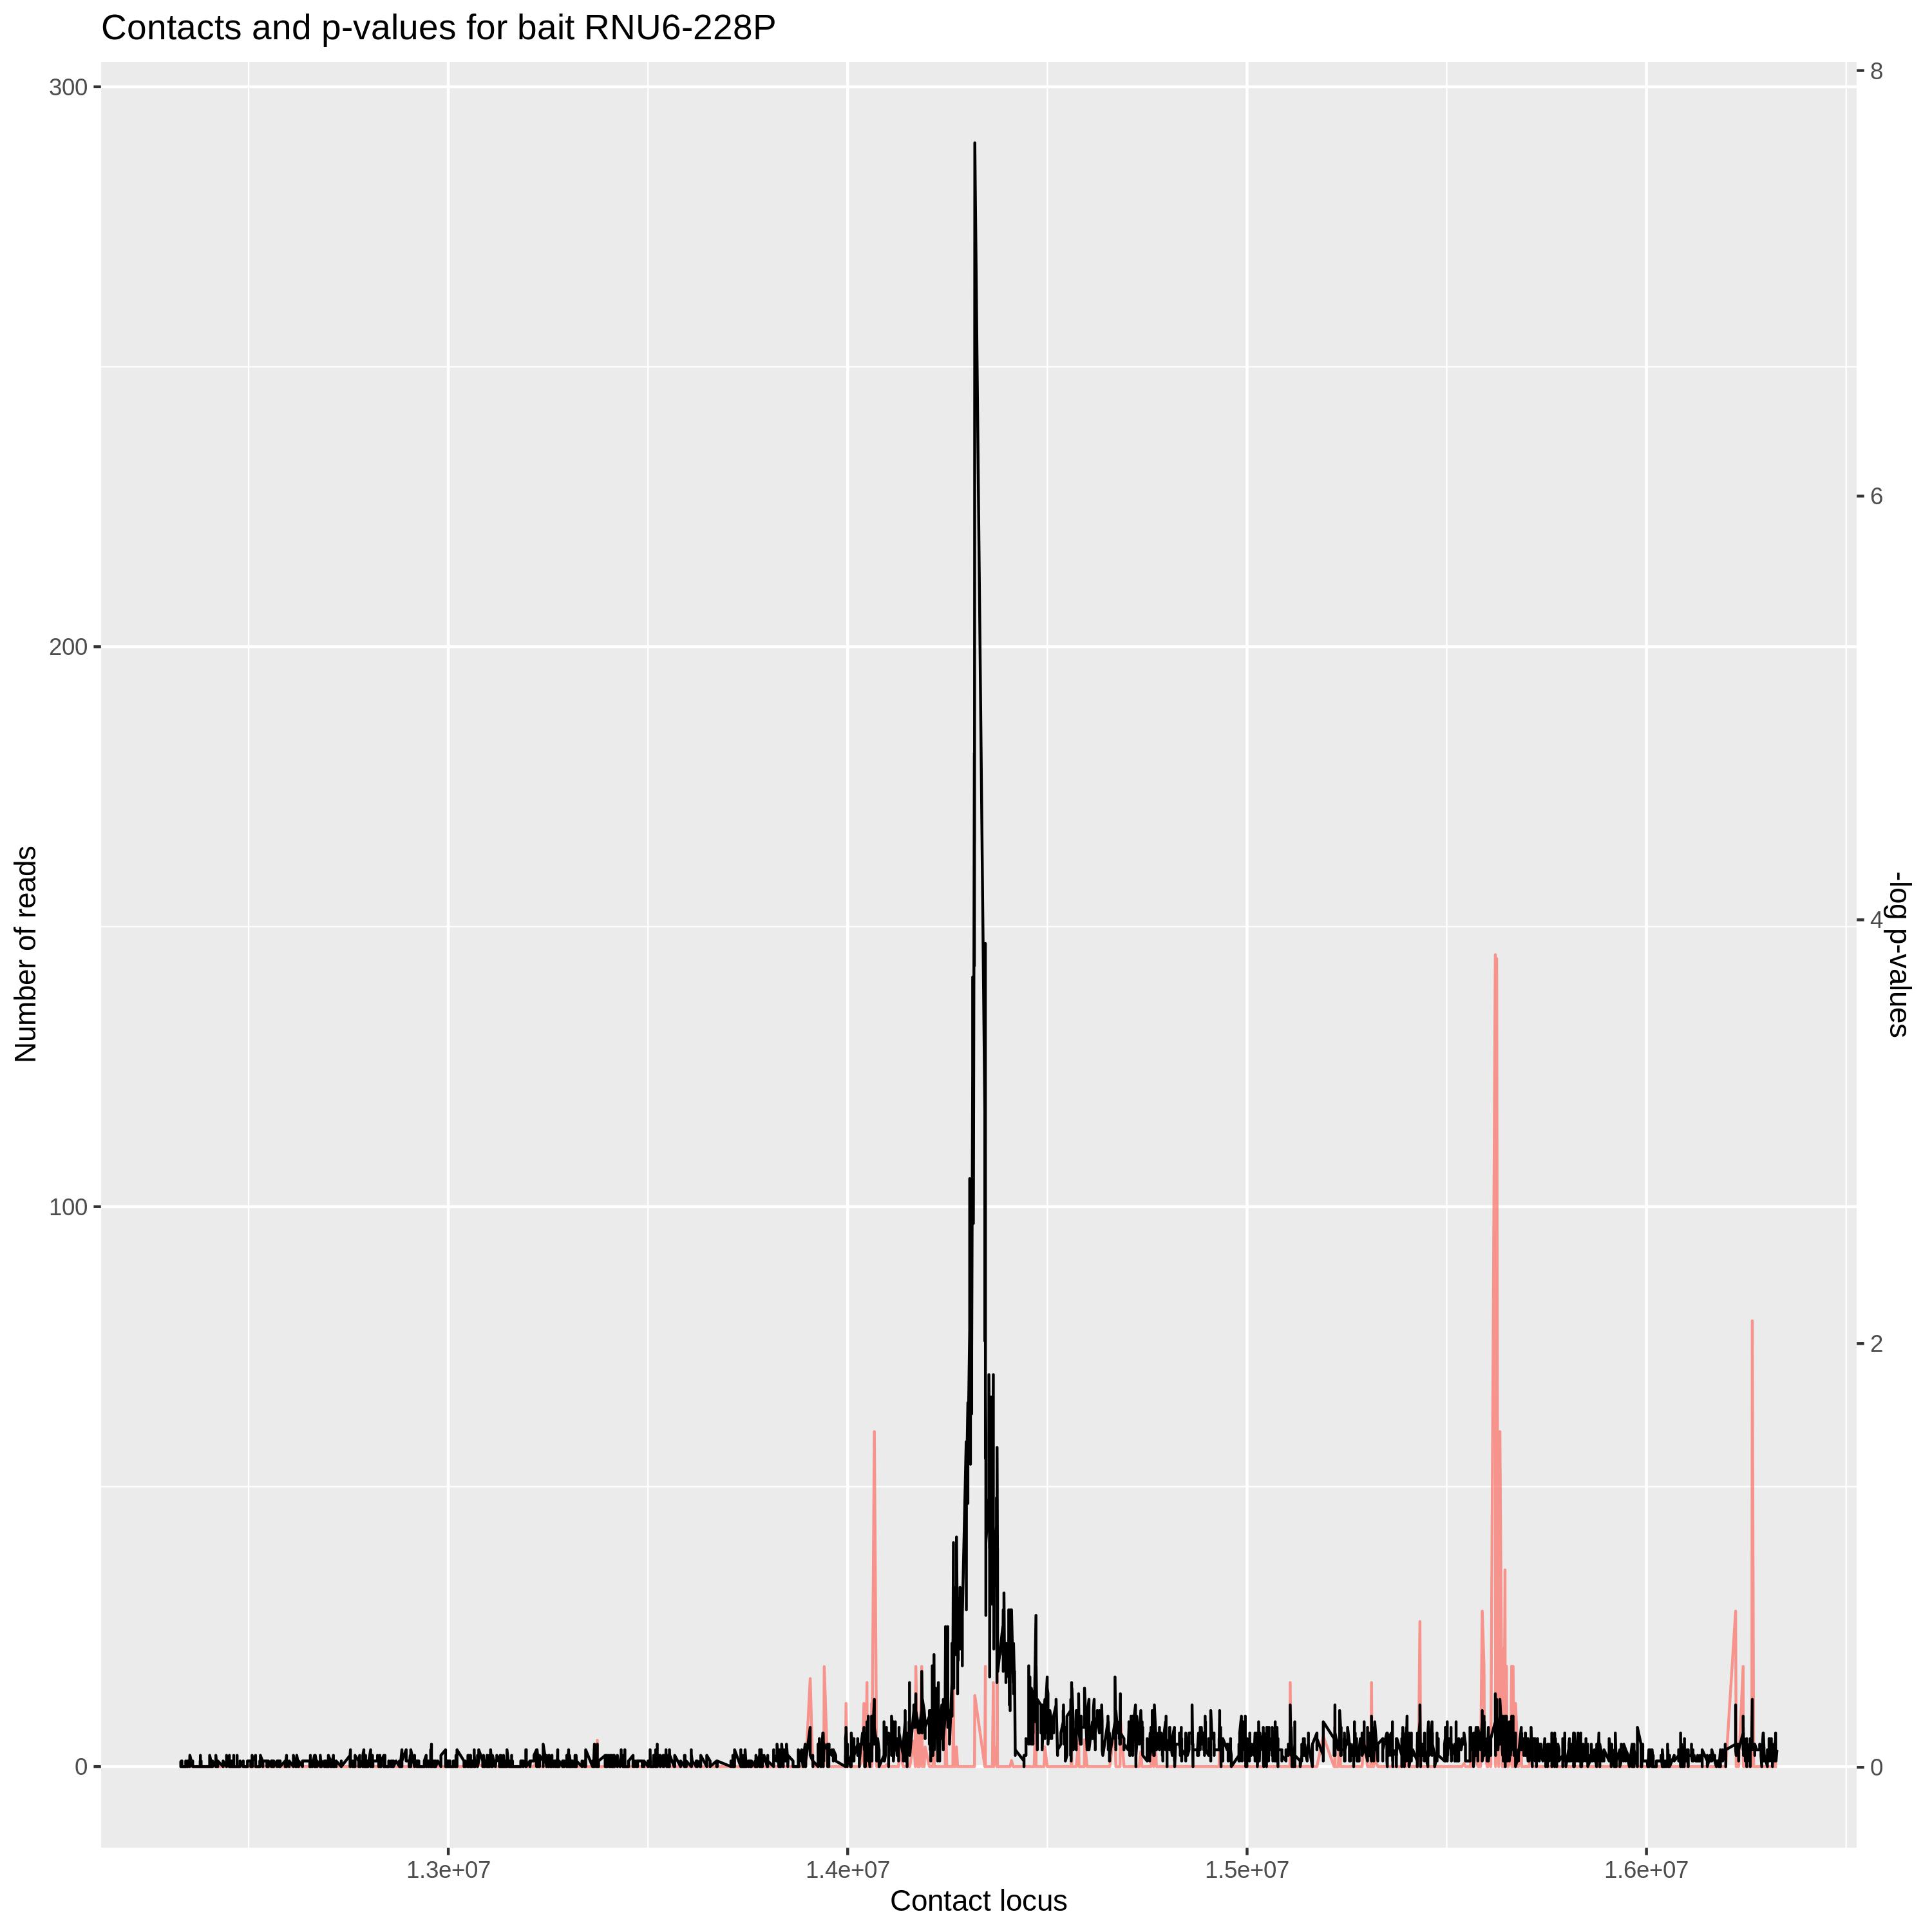 Contacts and p-values for bait RNU6-228P
300
200
100
0
Number of reads
8
6
4
2
0
-log p-values
1.3e+07
1.4e+07
1.5e+07
1.6e+07
Contact locus